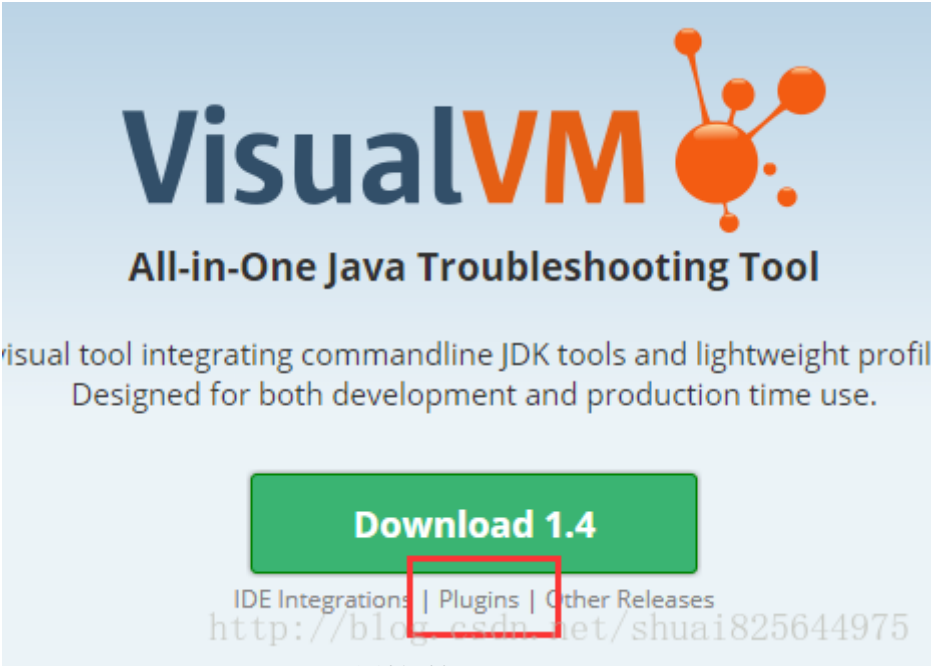 VisualVM
All-in-One Java Troubleshooting Tool
visual tool integrating commandline JDK tools and lightweight profil
Designed for both development and production time use.
Download 1.4
IDE Integrations | Plugins | Other Releases
http://blog.csdn.net/shuai825644975